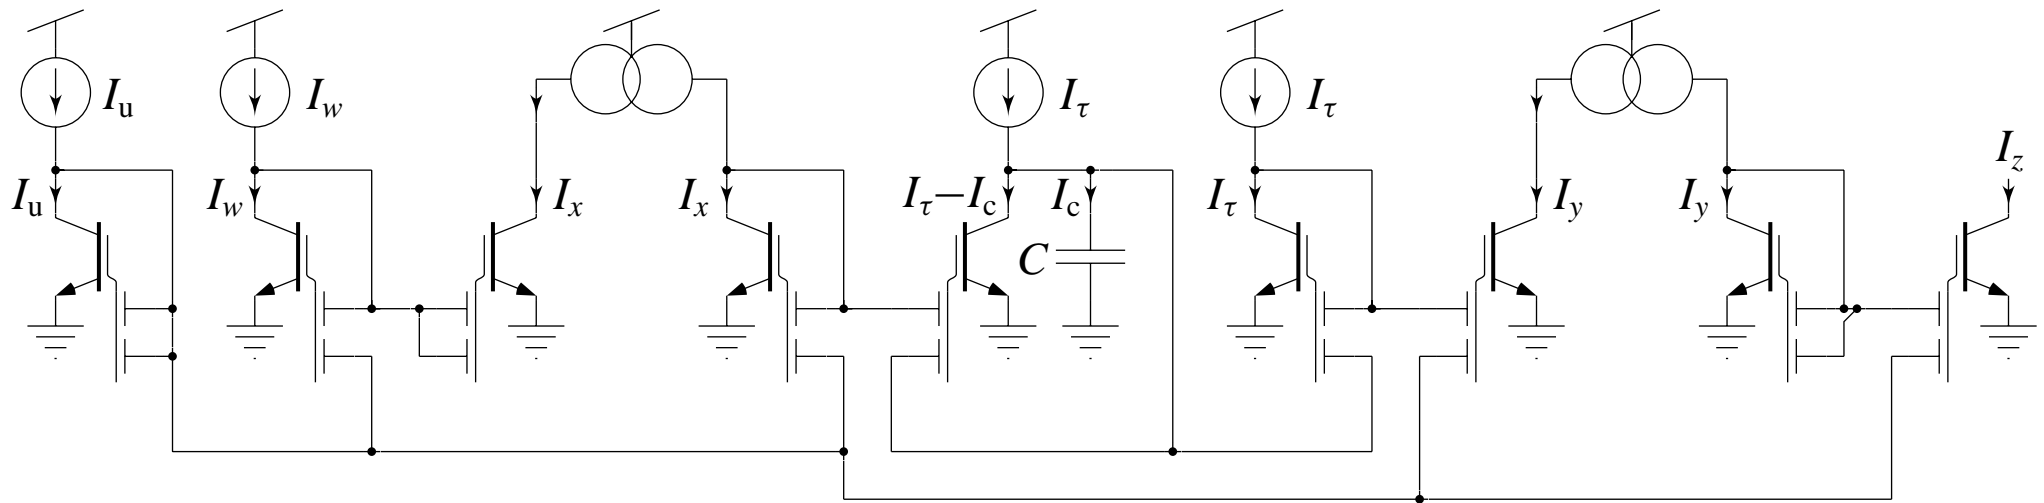 I_u I_w I_τ I_τ
I_z
I_u I_w I_x I_x I_τ−I_c I_c I_τ I_y I_y
C